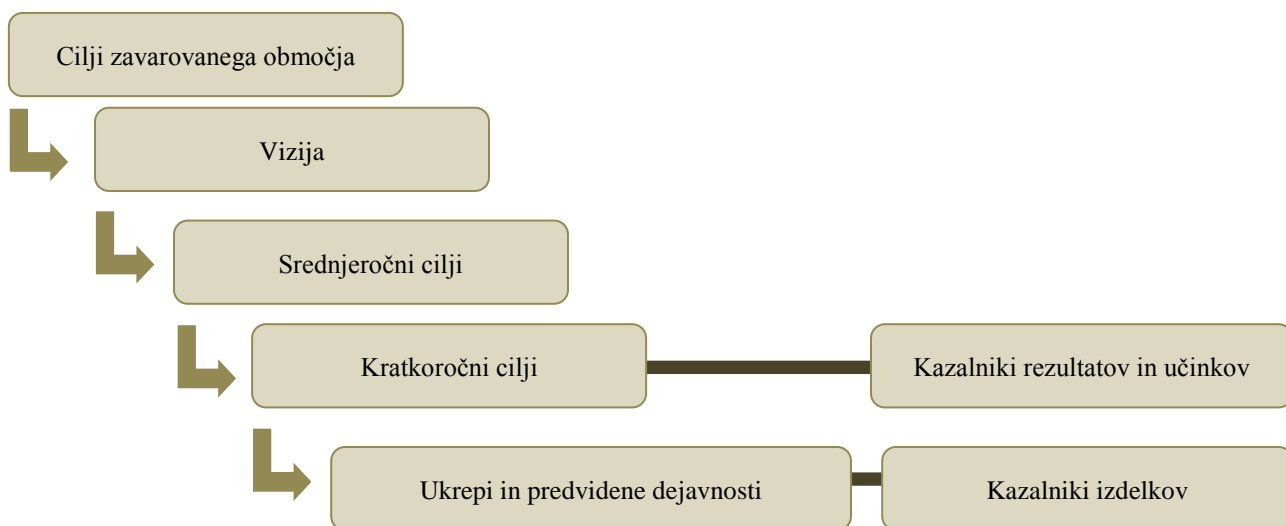 Cilji zavarovanega območja
Vizija
Srednjeročni cilji
Kratkoročni cilji
Kazalniki rezultatov in učinkov
Ukrepi in predvidene dejavnosti
Kazalniki izdelkov